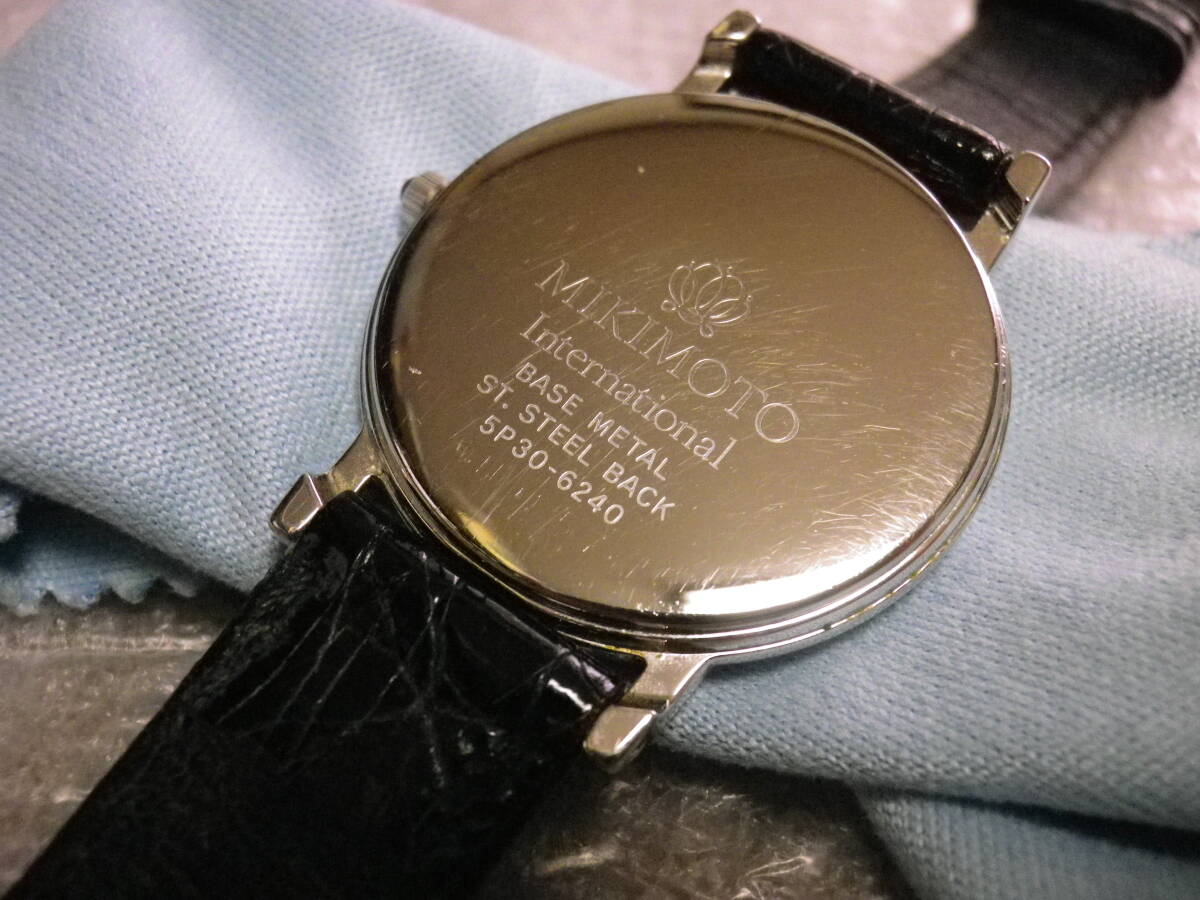 MIKIMOTO
International
BASE METAL
ST. STEEL BACK
5P30-6240